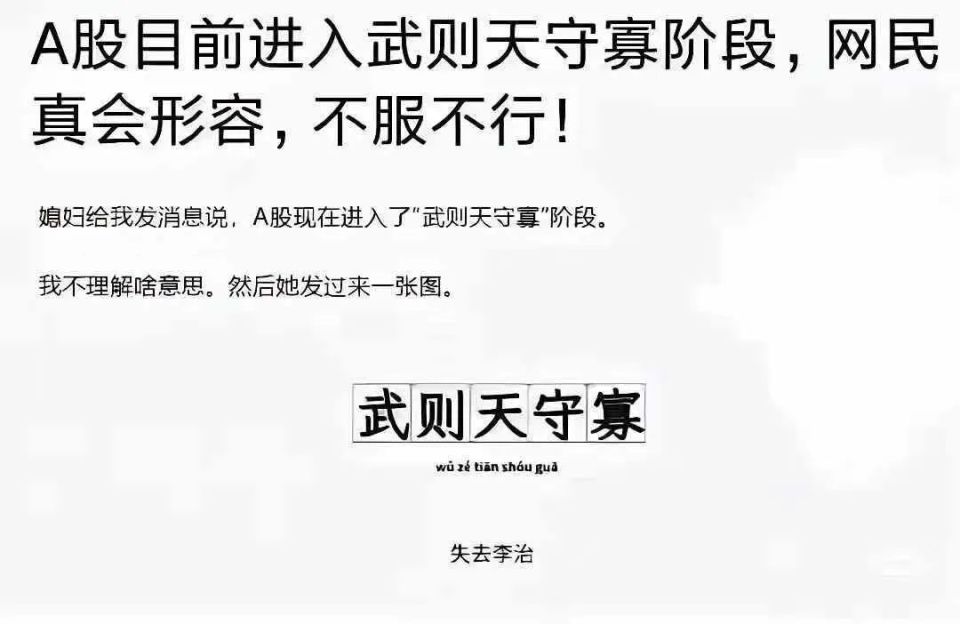 A股目前进入武则天守寡阶段，网民
真会形容，不服不行！
媳妇给我发消息说，A股现在进入了“武则天守寡”阶段。
我不理解啥意思。然后她发过来一张图。
武则天守寡
wǔ zé tiān shóu guǎ
失去李治